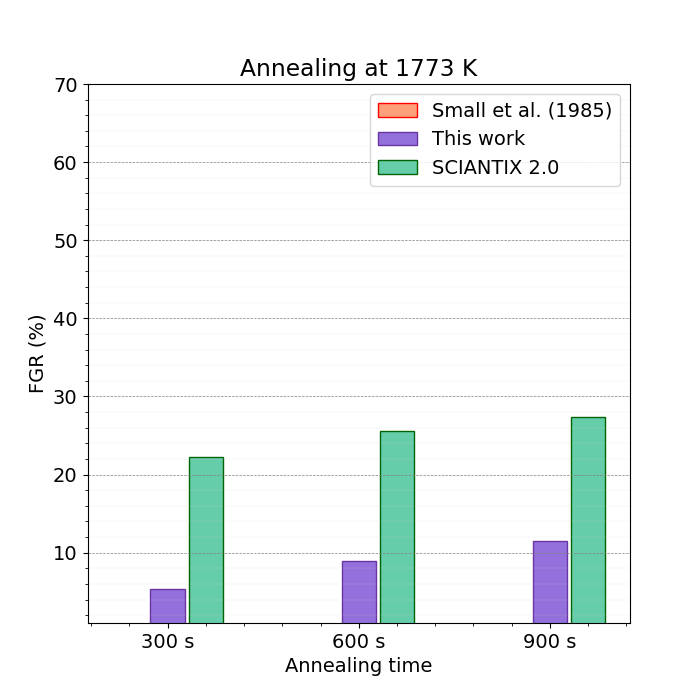 Annealing at 1773 K
Small et al. (1985)
This work
SCIANTIX 2.0
FGR (%)
70
60
50
40
30
20
10
300 s
600 s
900 s
Annealing time